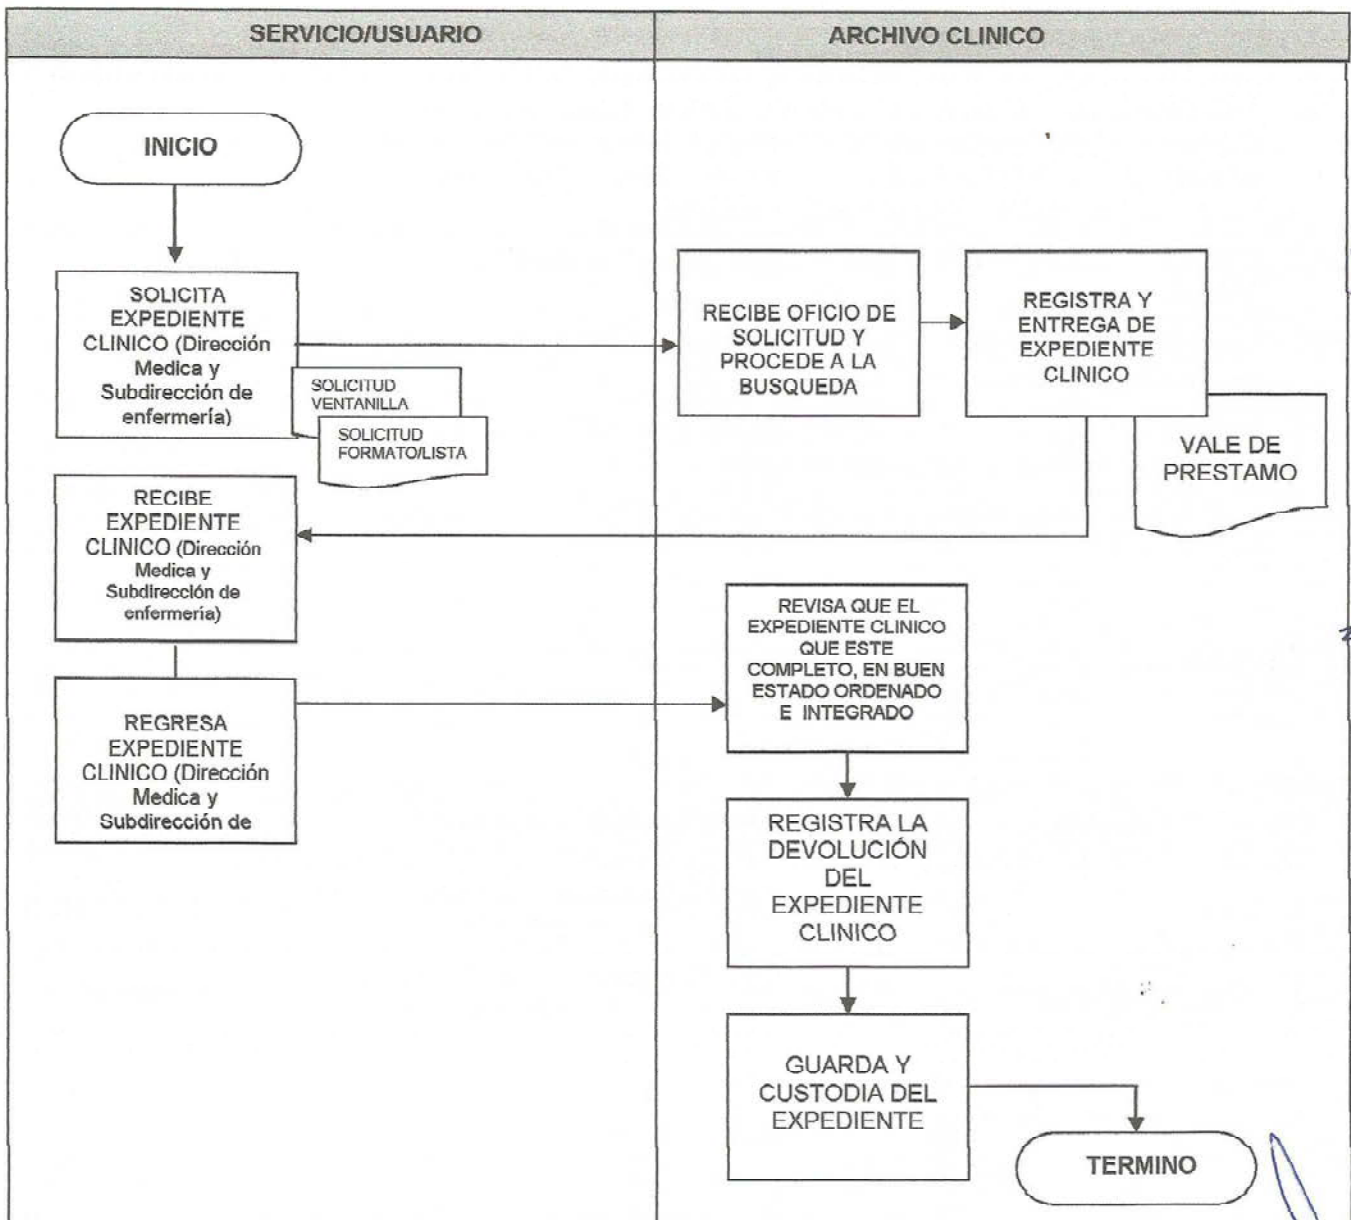 SERVICIO/USUARIO
ARCHIVO CLINICO
INICIO
SOLICITA
EXPEDIENTE
CLINICO (Dirección
Medica y
Subdirección de
enfermería)
SOLICITUD
VENTANILLA
SOLICITUD
FORMATO/LISTA
RECIBE OFICIO DE
SOLICITUD Y
PROCEDE A LA
BUSQUEDA
REGISTRA Y
ENTREGA DE
EXPEDIENTE
CLINICO
VALE DE
PRESTAMO
RECIBE
EXPEDIENTE
CLINICO (Dirección
Medica y
Subdirección de
enfermería)
REGRESA
EXPEDIENTE
CLINICO (Dirección
Medica y
Subdirección de
REVISA QUE EL
EXPEDIENTE CLINICO
QUE ESTE
COMPLETO, EN BUEN
ESTADO ORDENADO
E INTEGRADO
REGISTRA LA
DEVOLUCIÓN
DEL
EXPEDIENTE
CLINICO
GUARDA Y
CUSTODIA DEL
EXPEDIENTE
TERMINO